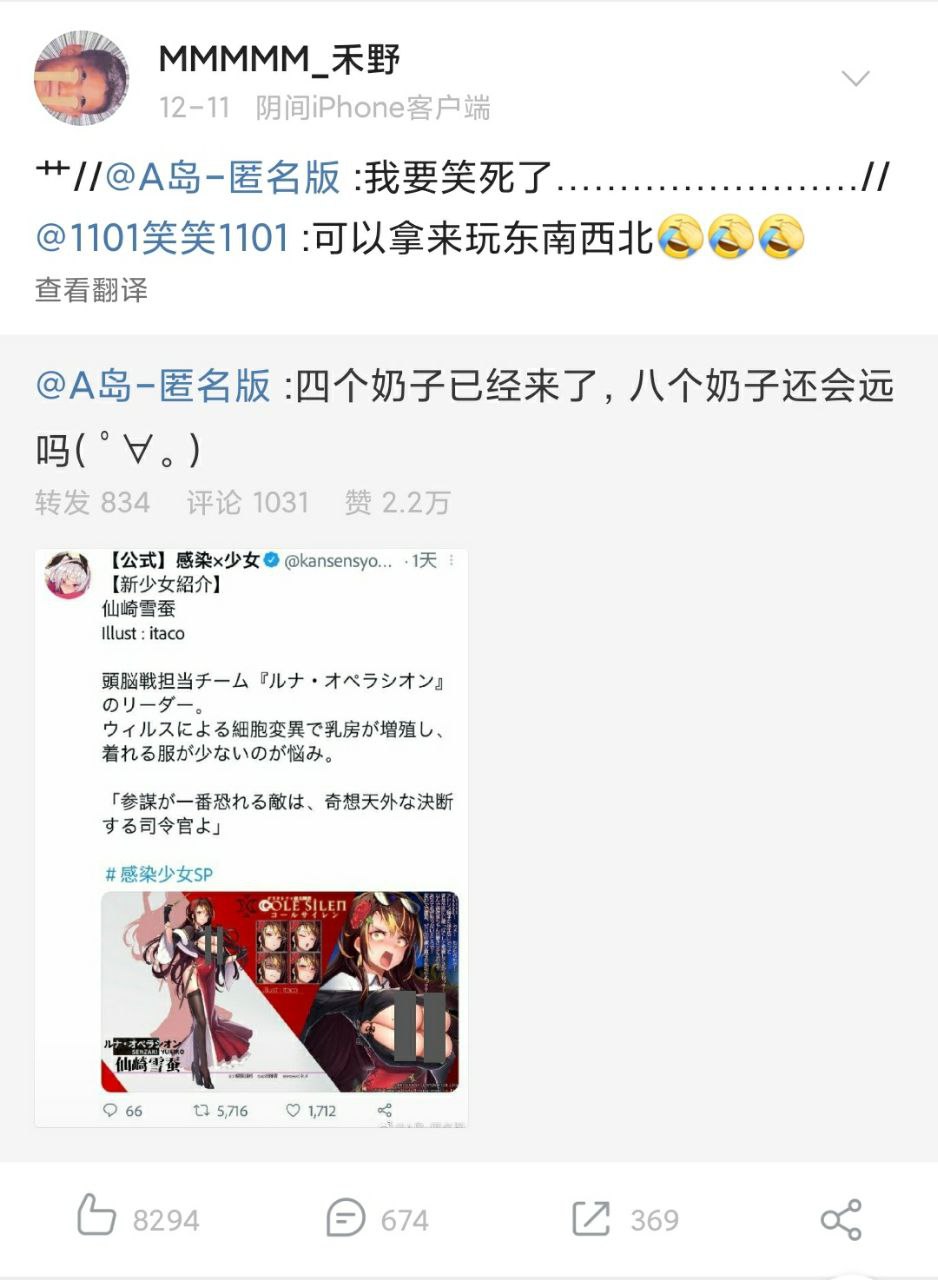 MMMMM_禾野
12-11 阴间iPhone客户端
艹//@A岛-匿名版 :我要笑死了........................//
@1101笑笑1101 :可以拿来玩东南西北🤣🤣🤣
查看翻译
@A岛-匿名版 :四个奶子已经来了, 八个奶子还会远
吗( ﾟ∀。)
转发 834 评论 1031 赞 2.2万
【公式】感染×少女 @kansensyo... · 1天
【新少女紹介】
仙崎雪蚕
Illust : itaco
頭脳戦担当チーム『ルナ・オペラシオン』
のリーダー。
ウィルスによる細胞変異で乳房が増殖し、
着れる服が少ないのが悩み。
「参謀が一番恐れる敵は、奇想天外な決断
する司令官よ」
#感染少女SP
COLE SILEN
コールサイレン
Illust : itaco
ルナ・オペラシオン
仙崎雪蚕
66 5,716 1,712
8294 674 369